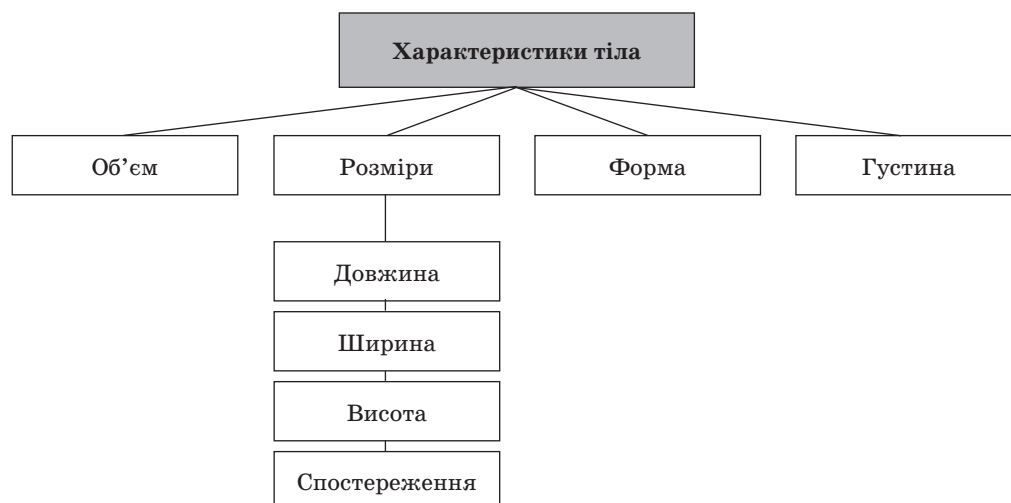 Характеристики тіла
Об’єм
Розміри
Форма
Густина
Довжина
Ширина
Висота
Спостереження